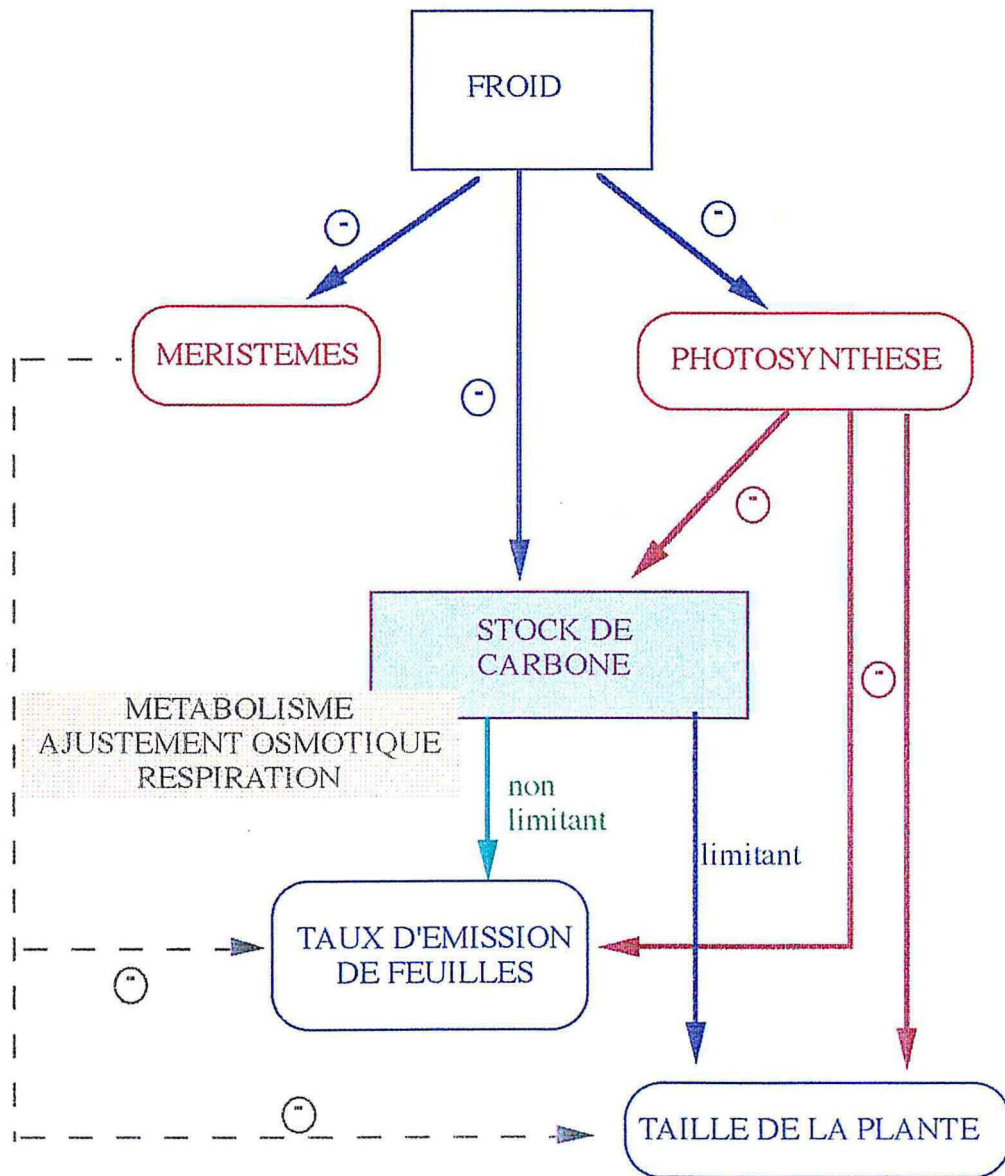 FROID
MERISTEMES
PHOTOSYNTHESE
STOCK DE
CARBONE
METABOLISME
AJUSTEMENT OSMOTIQUE
RESPIRATION
non
limitant
limitant
TAUX D'EMISSION
DE FEUILLES
TAILLE DE LA PLANTE